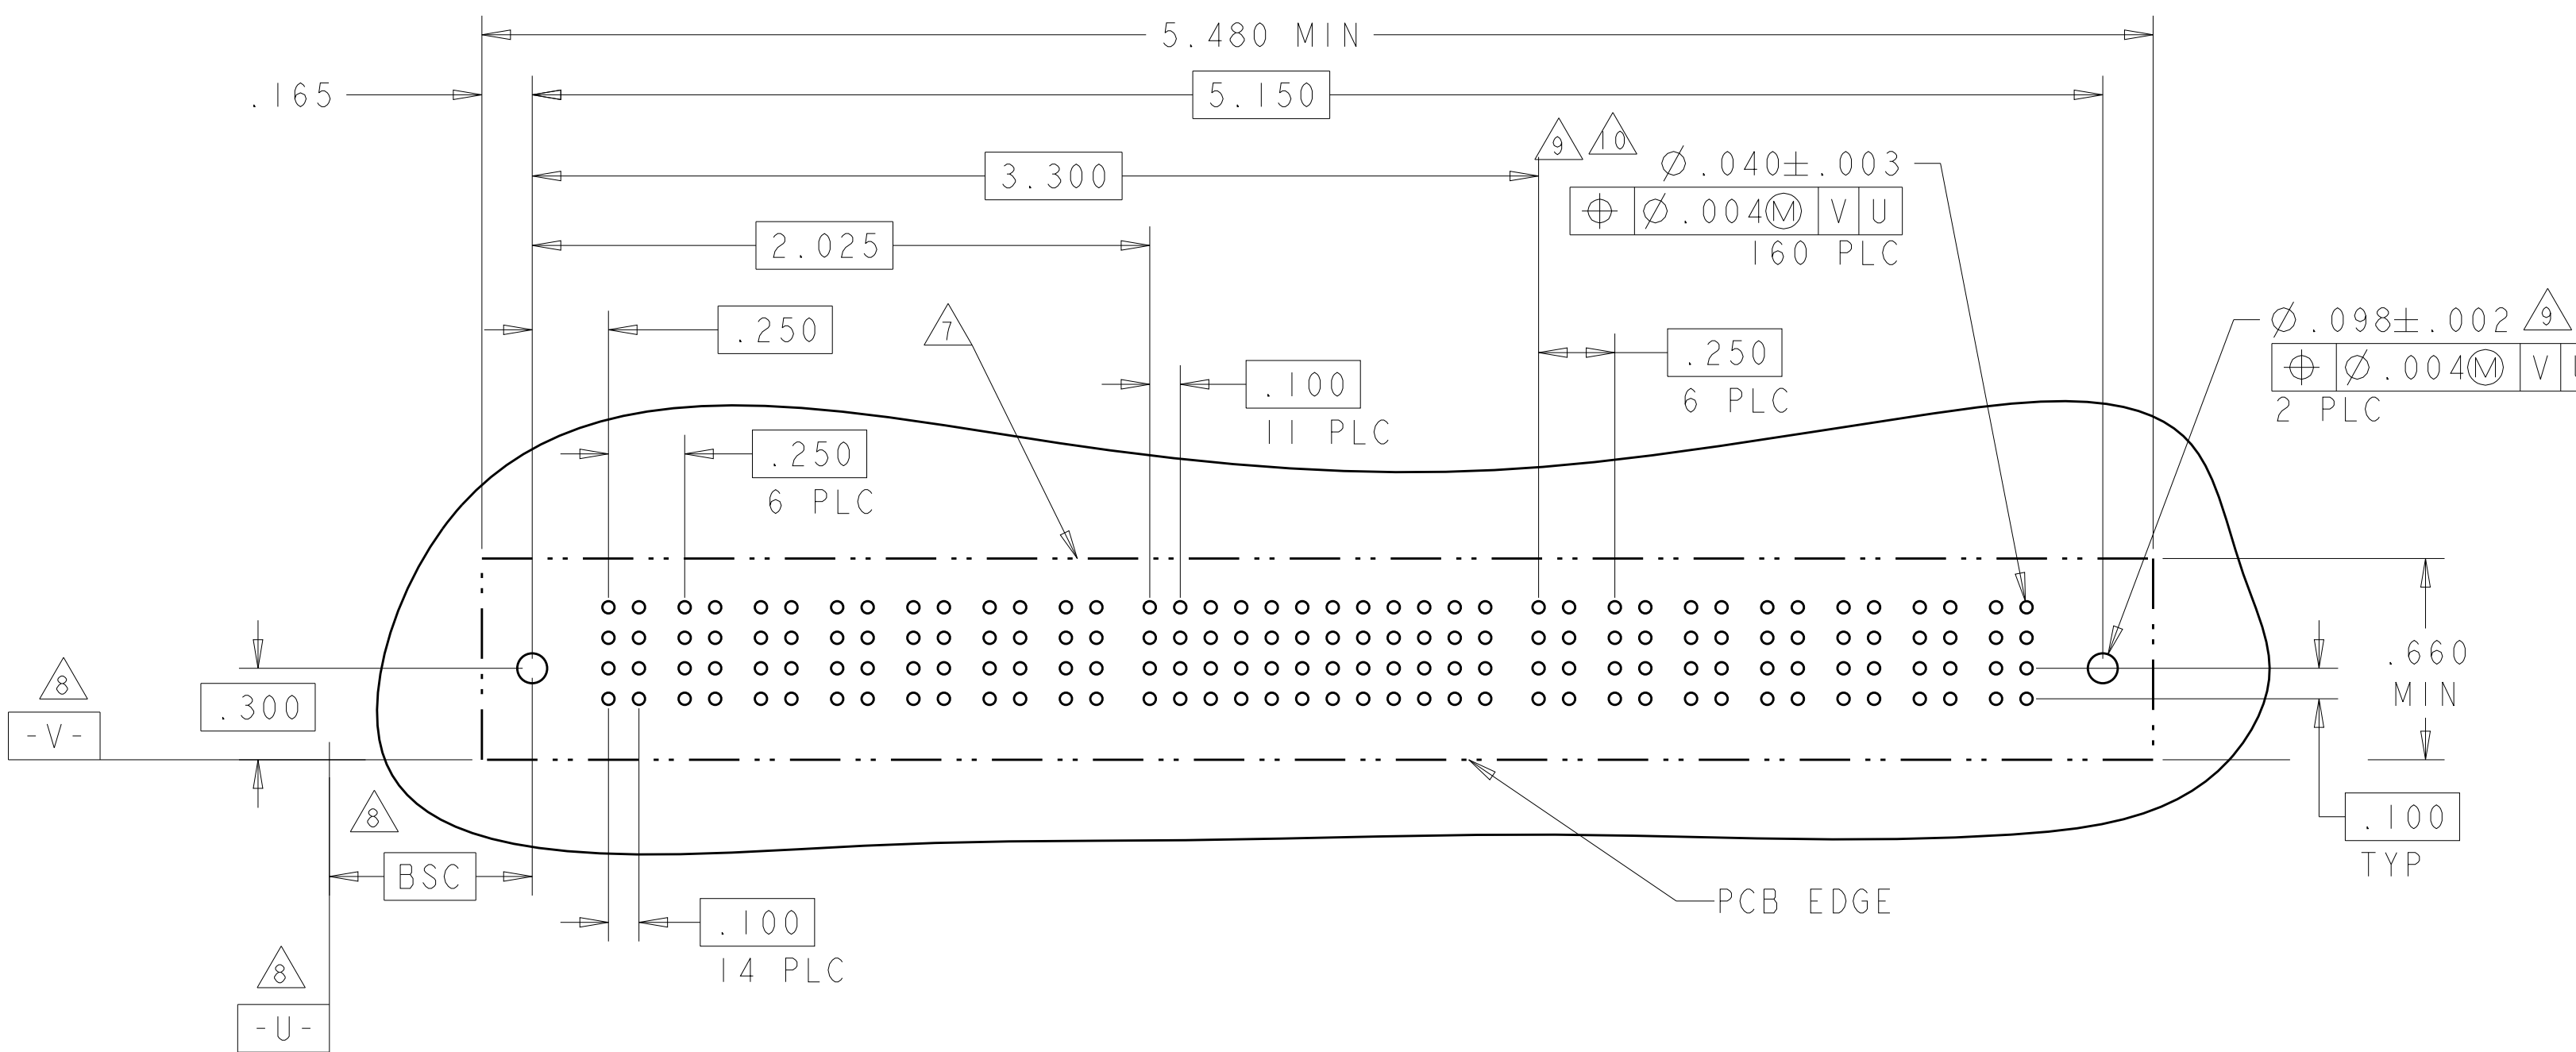 5.480 MIN
.165
5.150
3.300
9
10
Ø.040±.003
⌖ Ø.004Ⓜ V U
160 PLC
2.025
.250
7
.250
6 PLC
Ø.098±.002 9
⌖ Ø.004Ⓜ V
2 PLC
.100
11 PLC
.250
6 PLC
8
-V-
.300
.660
MIN
8
BSC
.100
TYP
PCB EDGE
.100
14 PLC
8
-U-